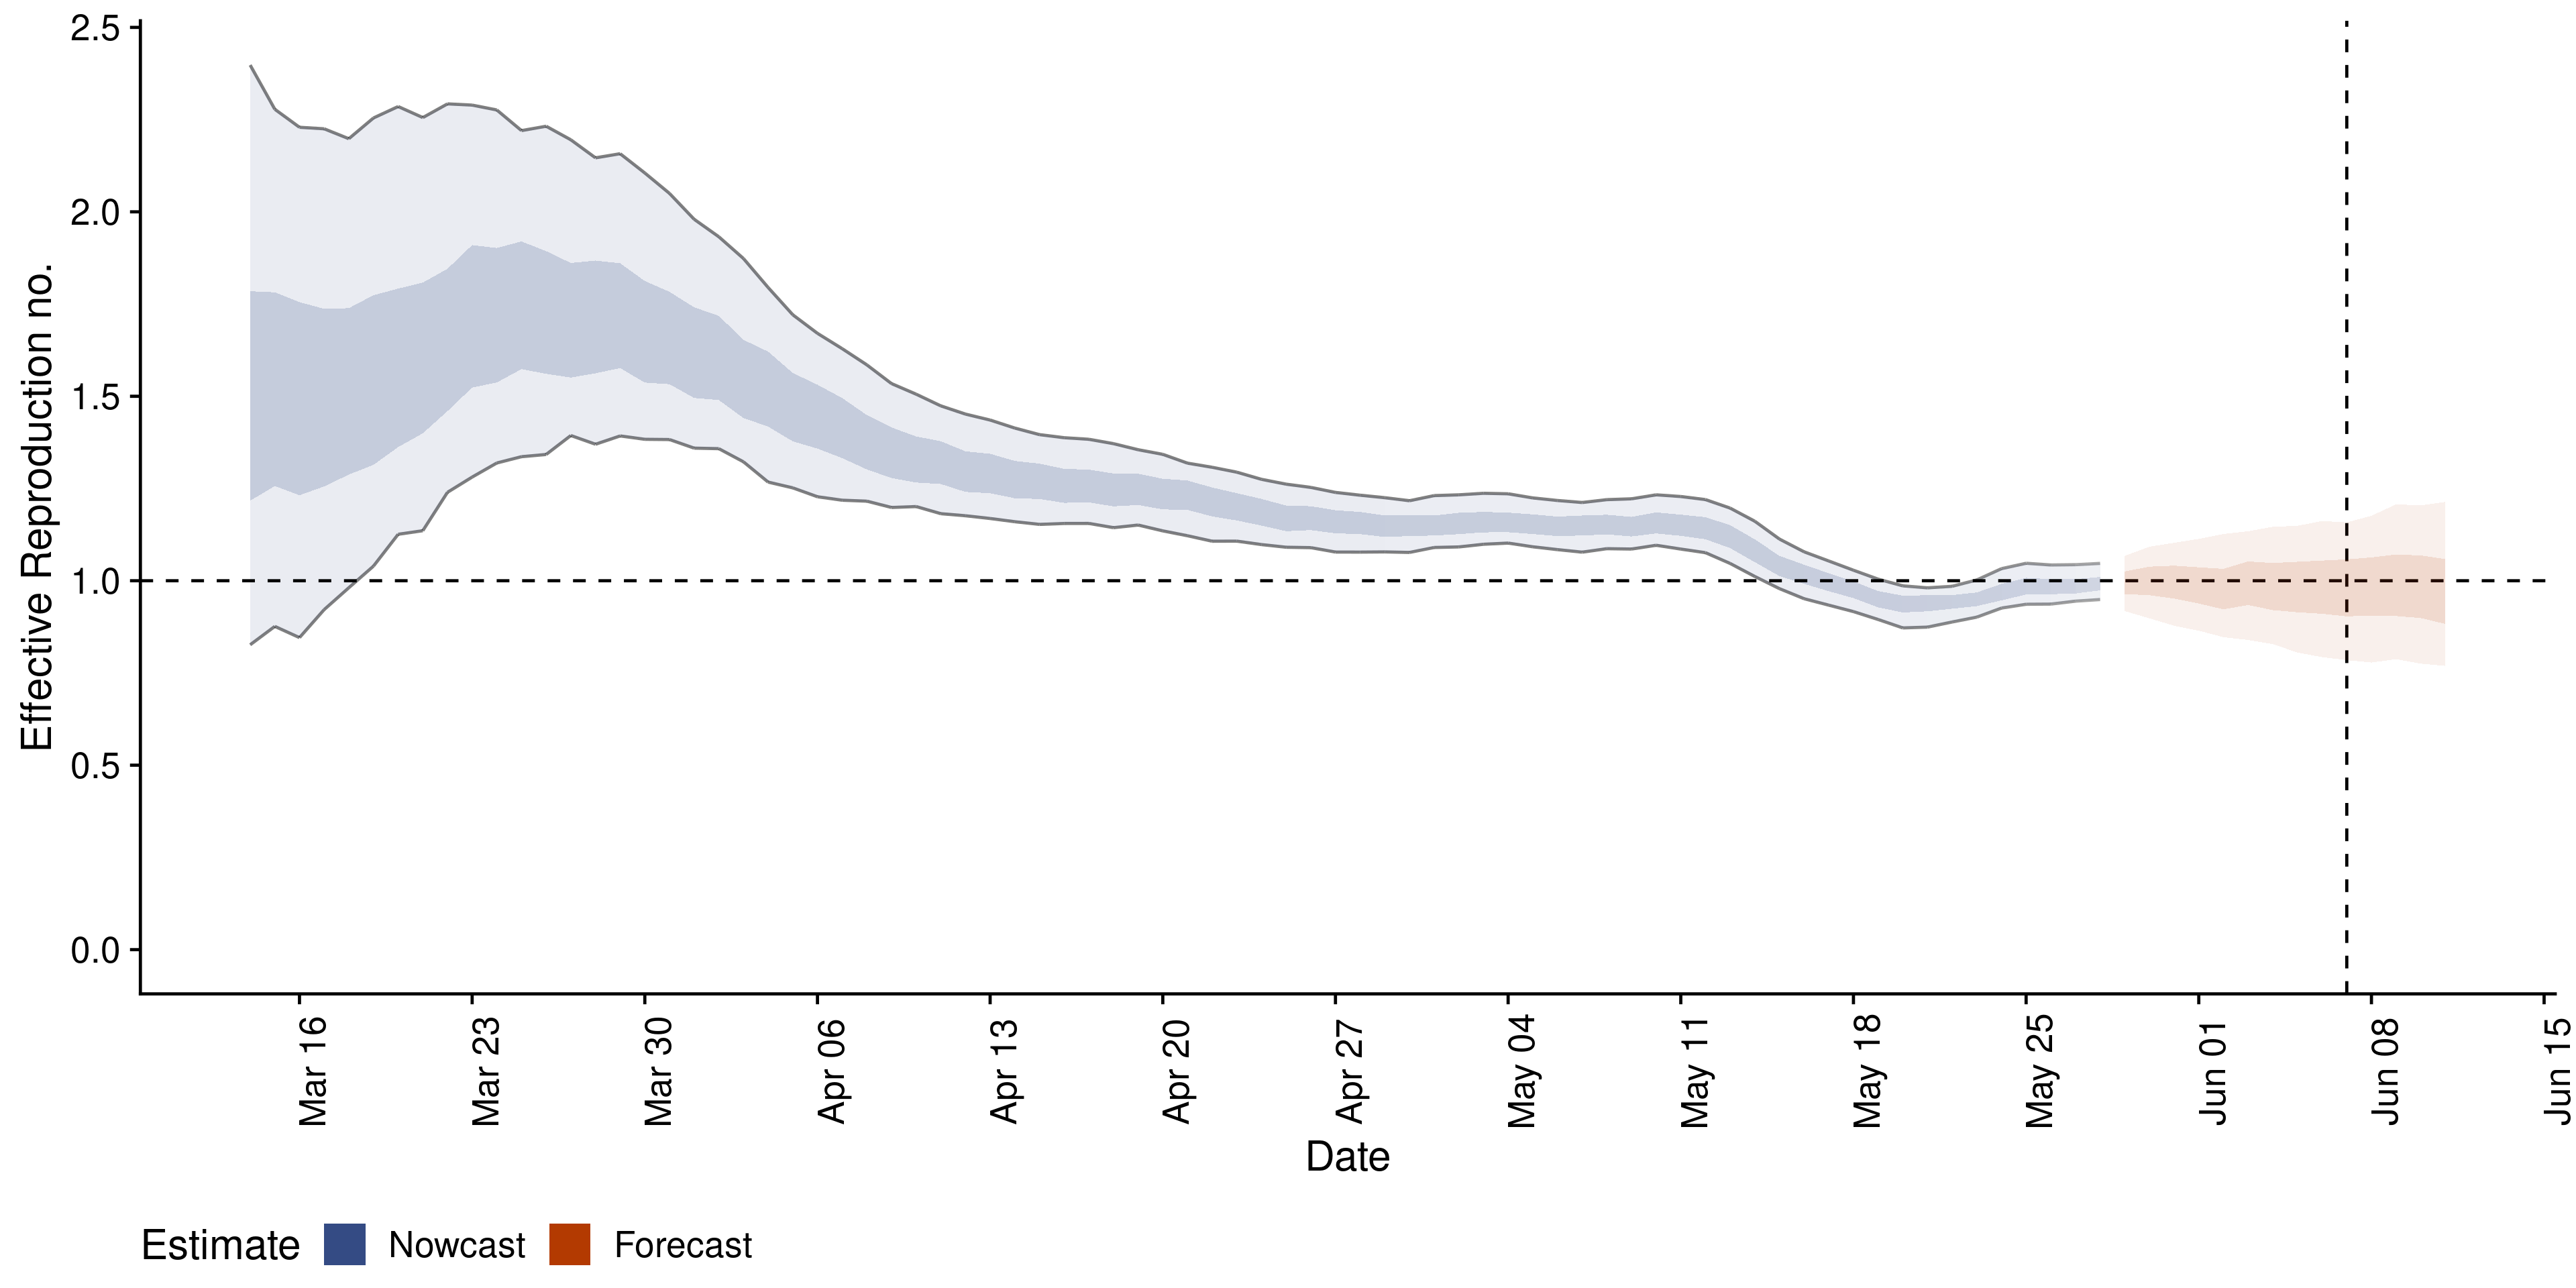 2.5
2.0
1.5
1.0
0.5
0.0
Effective Reproduction no.
Mar 16
Mar 23
Mar 30
Apr 06
Apr 13
Apr 20
Apr 27
May 04
May 11
May 18
May 25
Jun 01
Jun 08
Jun 15
Date
Estimate Nowcast Forecast